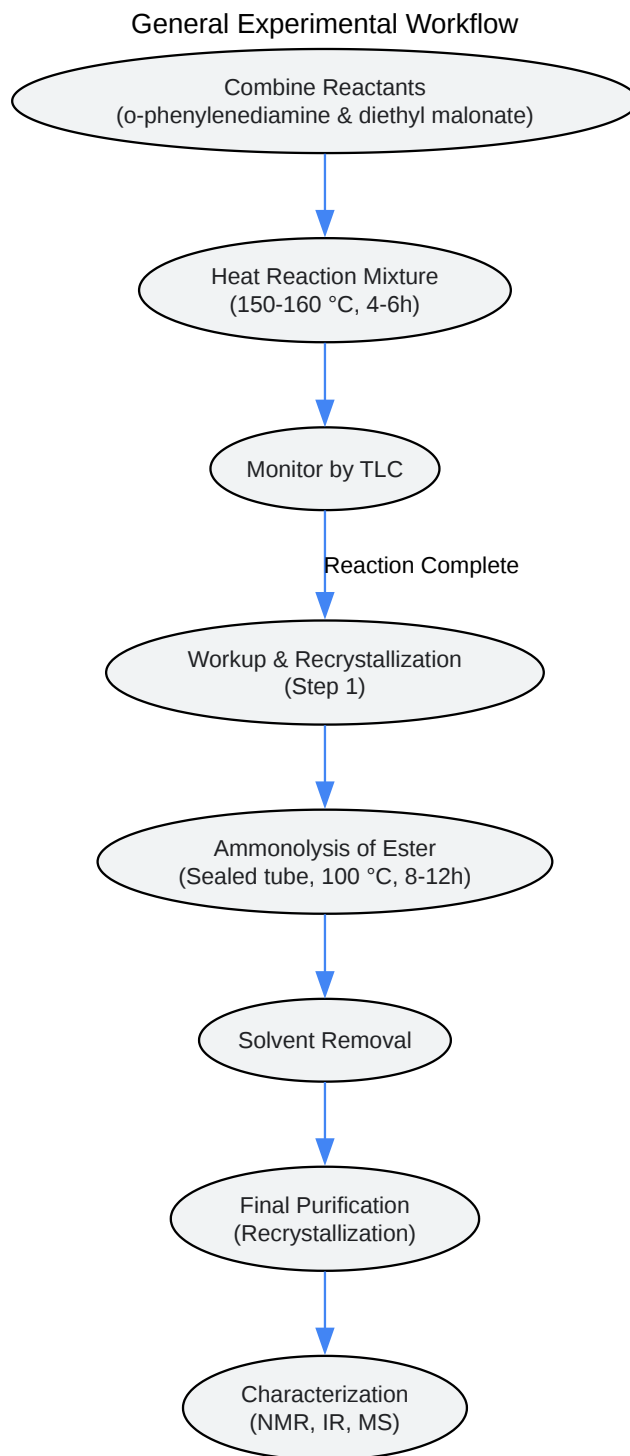 General Experimental Workflow
Combine Reactants
(o-phenylenediamine & diethyl malonate)
Heat Reaction Mixture
(150-160 °C, 4-6h)
Monitor by TLC
Reaction Complete
Workup & Recrystallization
(Step 1)
Ammonolysis of Ester
(Sealed tube, 100 °C, 8-12h)
Solvent Removal
Final Purification
(Recrystallization)
Characterization
(NMR, IR, MS)